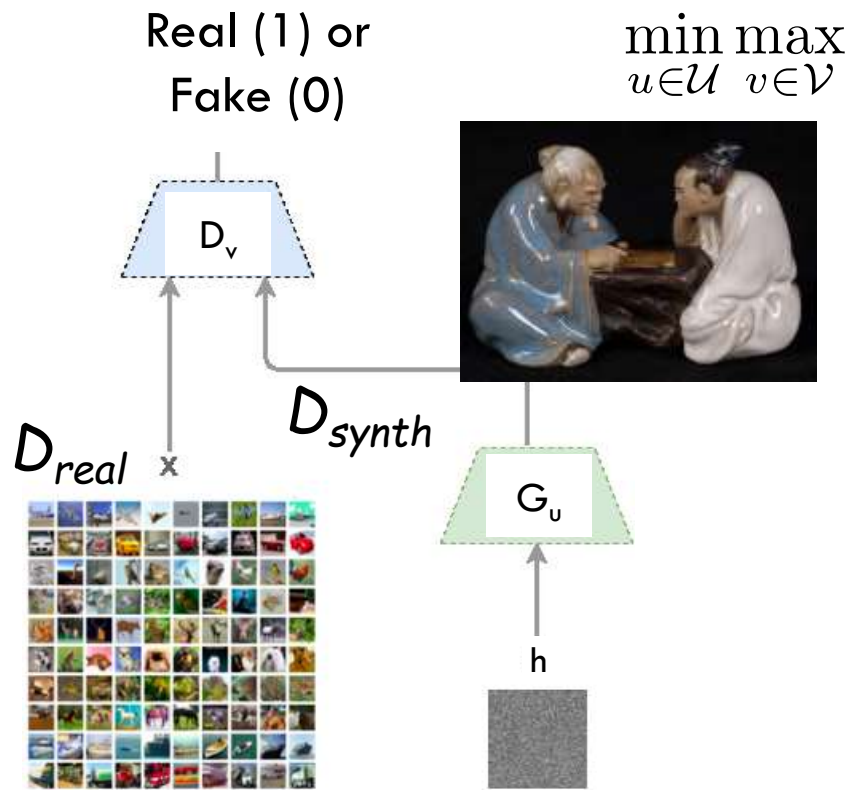 Real (1) or
Fake (0)
min max
u∈𝒰 v∈𝒱
D_v
D_synth
D_real x
G_u
h